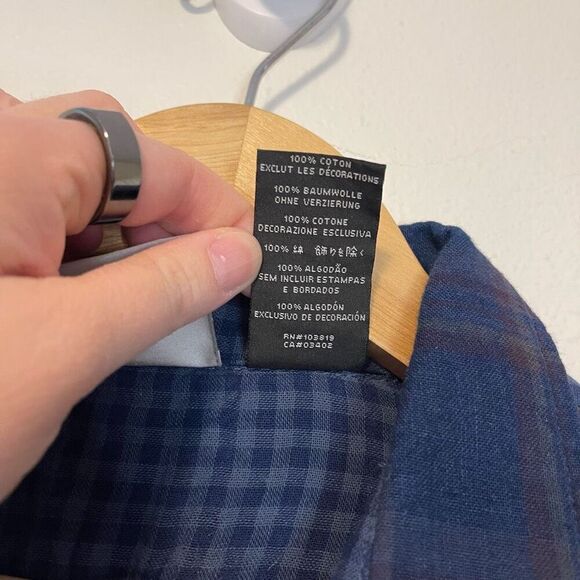 100% COTON
EXCLUT LES DÉCORATIONS
100% BAUMWOLLE
OHNE VERZIERUNG
100% COTONE
DECORAZIONE ESCLUSIVA
100% 綿 飾りを除く
100% ALGODÃO
SEM INCLUIR ESTAMPAS
E BORDADOS
100% ALGODÓN
EXCLUSIVO DE DECORACIÓN
RN#103819
CA#03402